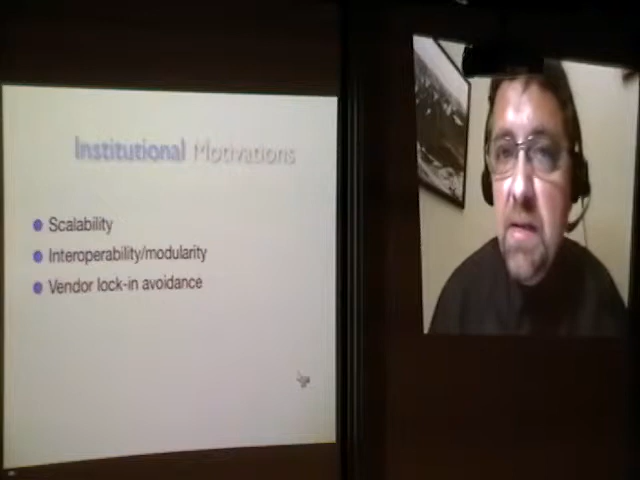 Institutional Motivations
Scalability
Interoperability/modularity
Vendor lock-in avoidance